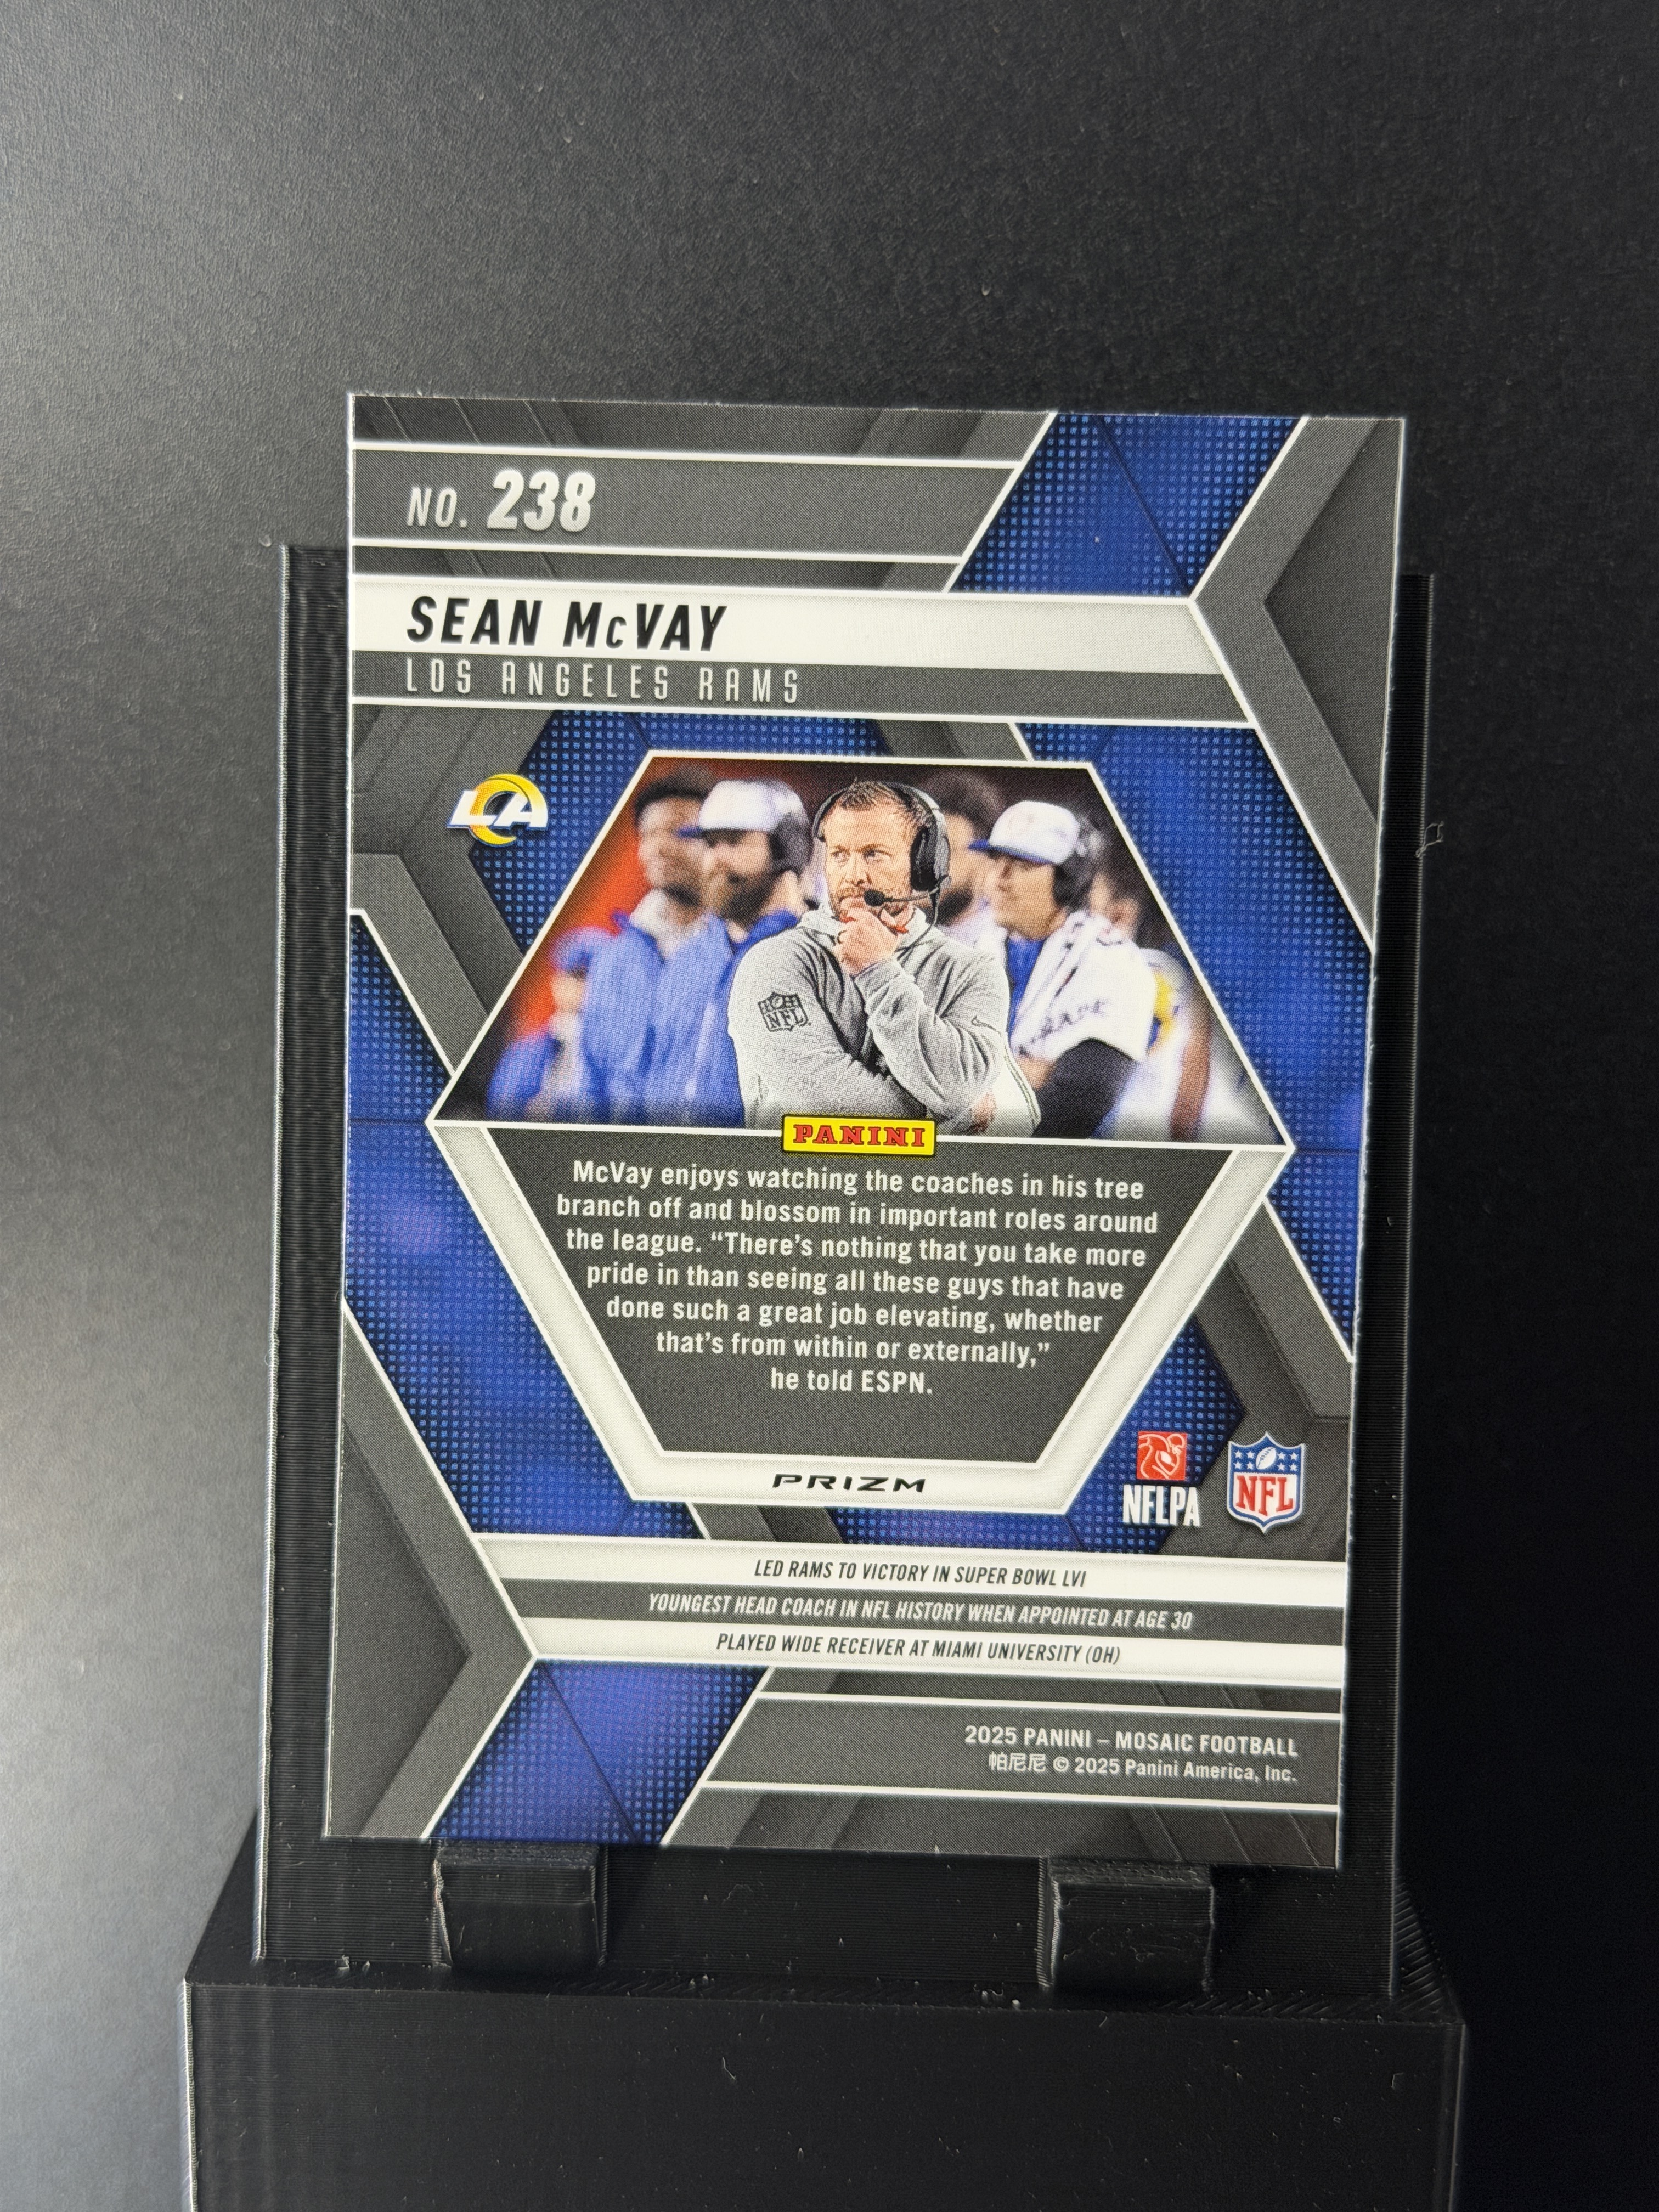 NO. 238
SEAN McVAY
LOS ANGELES RAMS
LA
NFL
PANINI
McVay enjoys watching the coaches in his tree
branch off and blossom in important roles around
the league. “There’s nothing that you take more
pride in than seeing all these guys that have
done such a great job elevating, whether
that’s from within or externally,”
he told ESPN.
PRIZM
NFLPA
NFL
LED RAMS TO VICTORY IN SUPER BOWL LVI
YOUNGEST HEAD COACH IN NFL HISTORY WHEN APPOINTED AT AGE 30
PLAYED WIDE RECEIVER AT MIAMI UNIVERSITY (OH)
2025 PANINI – MOSAIC FOOTBALL
帕尼尼 © 2025 Panini America, Inc.